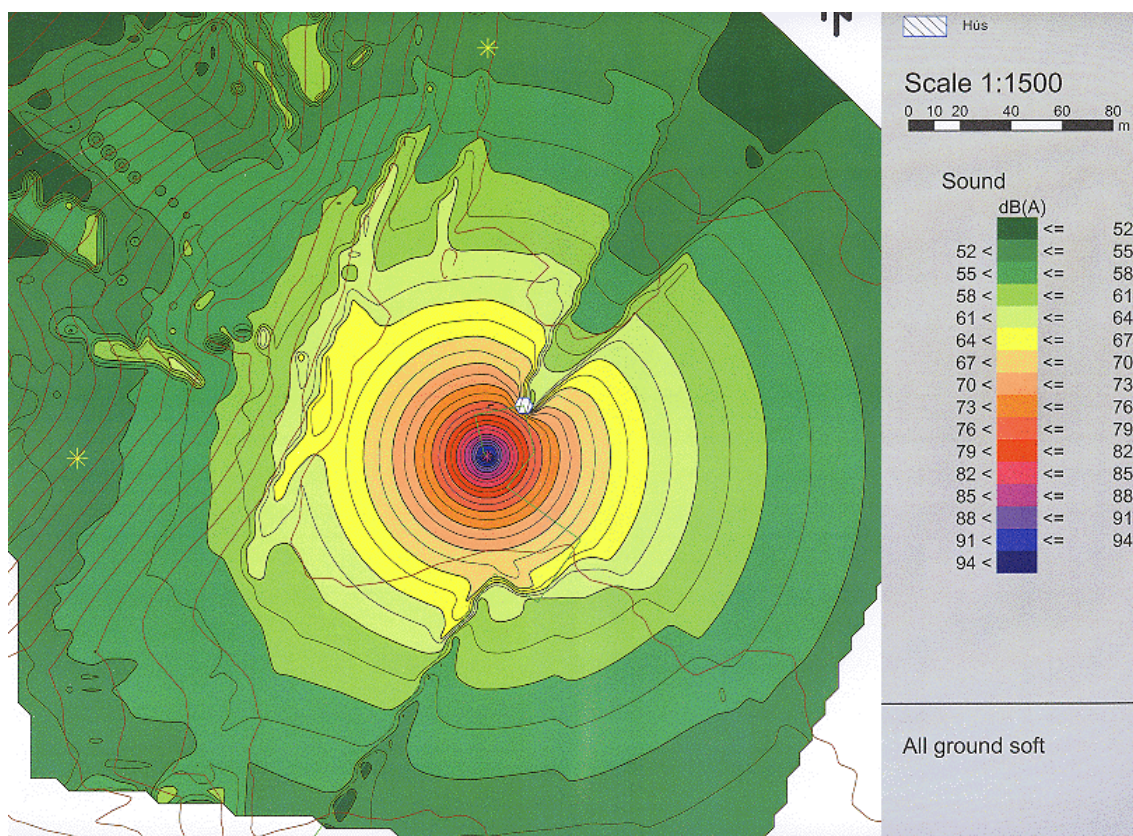 Hús
Scale 1:1500
0 10 20 40 60 80
m
Sound
dB(A)
<= 52
52 < <= 55
55 < <= 58
58 < <= 61
61 < <= 64
64 < <= 67
67 < <= 70
70 < <= 73
73 < <= 76
76 < <= 79
79 < <= 82
82 < <= 85
85 < <= 88
88 < <= 91
91 < <= 94
94 <
All ground soft